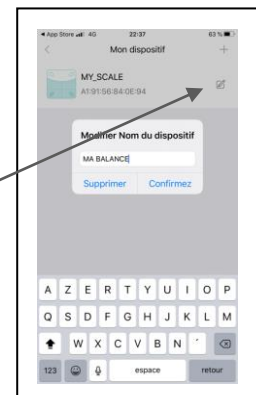 App Store 4G 22:37 63 %
Mon dispositif
MY_SCALE
A1:91:56:84:0E:94
Modifier Nom du dispositif
MA BALANCE
Supprimer Confirmez
A Z E R T Y U I O P
Q S D F G H J K L M
W X C V B N ´
123 espace retour